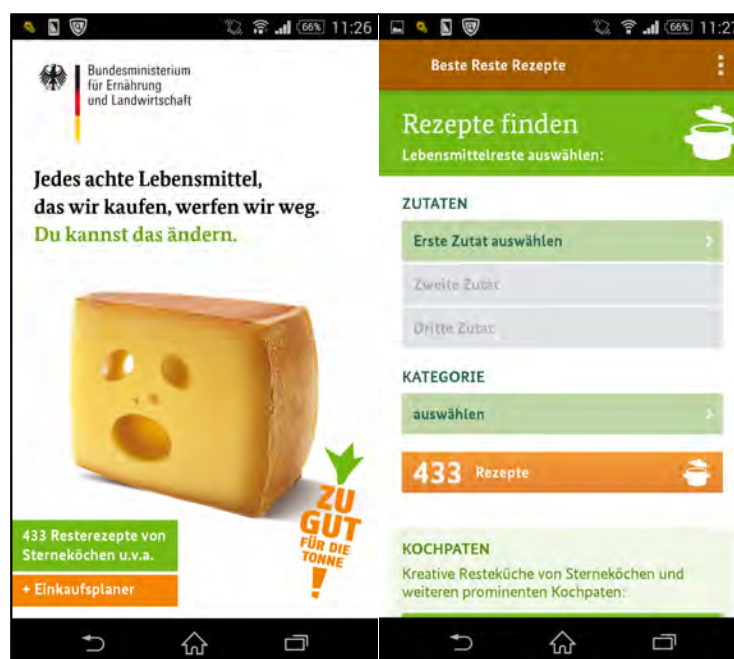 66% 11:26
Bundesministerium
für Ernährung
und Landwirtschaft
Jedes achte Lebensmittel,
das wir kaufen, werfen wir weg.
Du kannst das ändern.
ZU
GUT
FÜR DIE
TONNE
!
433 Resterezepte von
Sterneköchen u.v.a.
+ Einkaufsplaner
66% 11:27
Beste Reste Rezepte
Rezepte finden
Lebensmittelreste auswählen:
ZUTATEN
Erste Zutat auswählen
Zweite Zutat
Dritte Zutat
KATEGORIE
auswählen
433 Rezepte
KOCHPATEN
Kreative Resteküche von Sterneköchen und
weiteren prominenten Kochpaten: